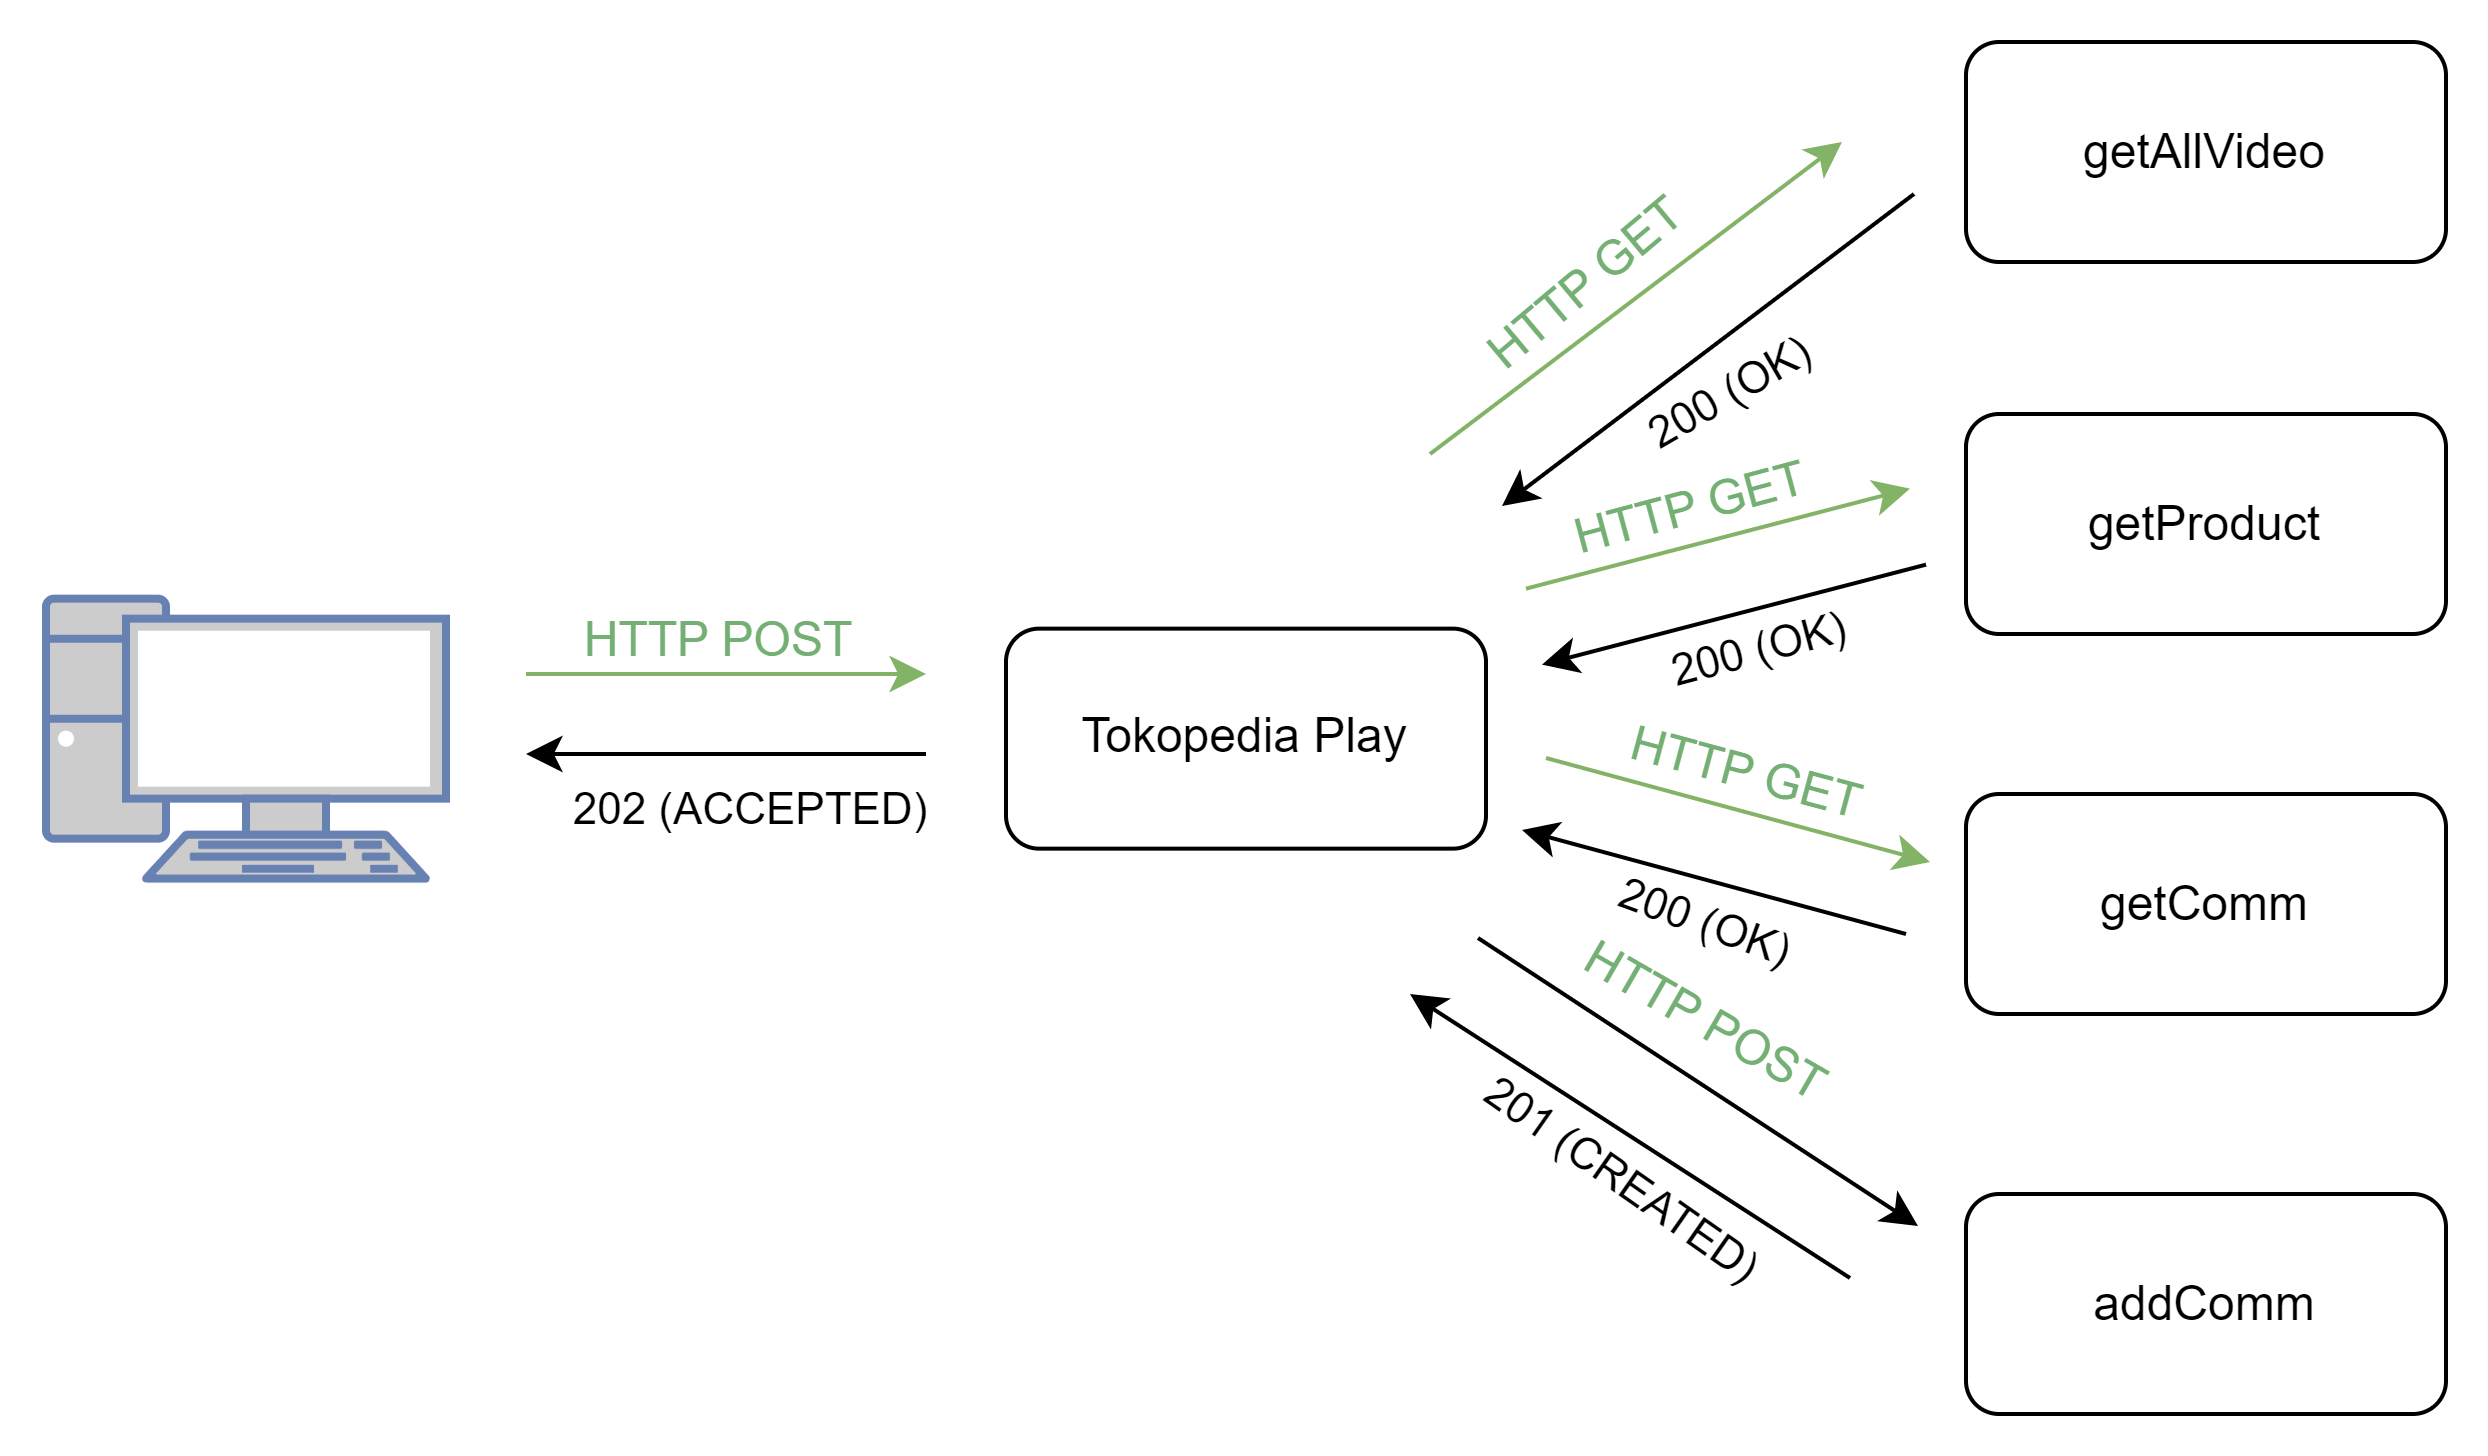 HTTP POST
202 (ACCEPTED)
Tokopedia Play
HTTP GET
200 (OK)
getAllVideo
HTTP GET
200 (OK)
getProduct
HTTP GET
200 (OK)
getComm
HTTP POST
201 (CREATED)
addComm